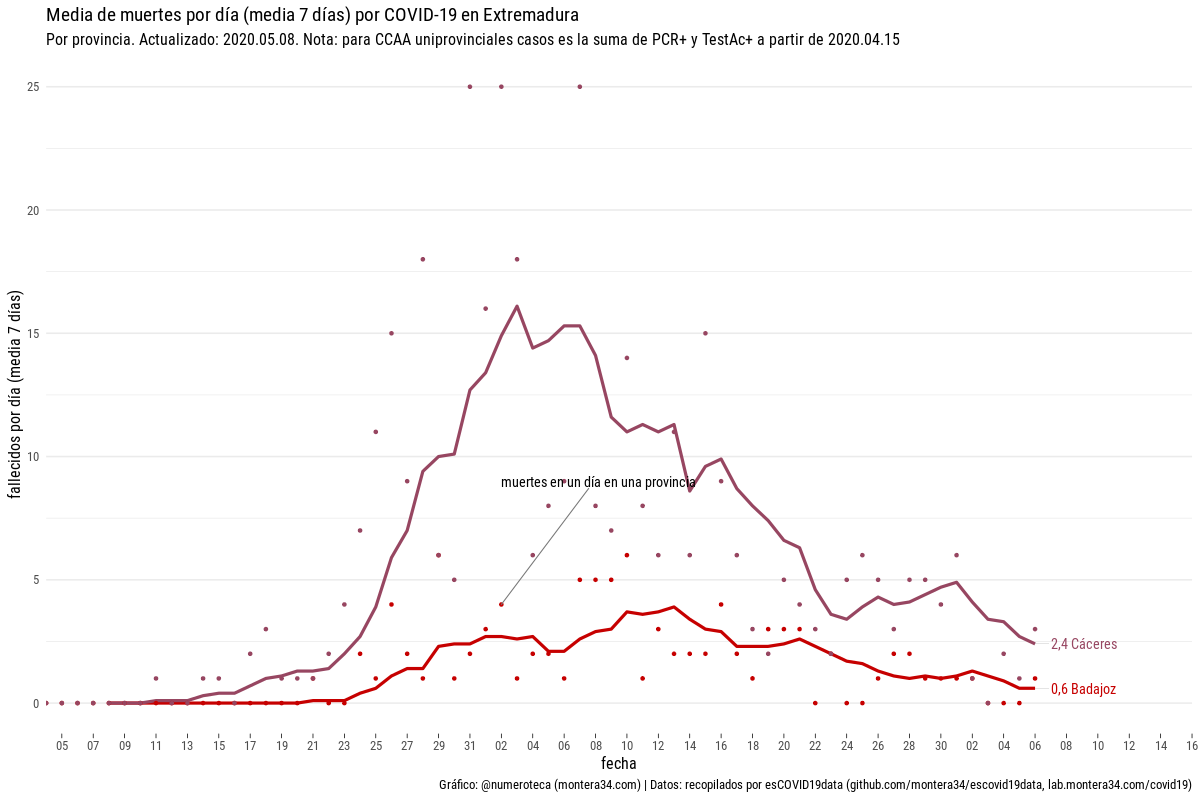 Media de muertes por día (media 7 días) por COVID-19 en Extremadura
Por provincia. Actualizado: 2020.05.08. Nota: para CCAA uniprovinciales casos es la suma de PCR+ y TestAc+ a partir de 2020.04.15
fallecidos por día (media 7 días)
25
20
15
10
5
0
muertes en un día en una provincia
2,4 Cáceres
0,6 Badajoz
05 07 09 11 13 15 17 19 21 23 25 27 29 31 02 04 06 08 10 12 14 16 18 20 22 24 26 28 30 02 04 06 08 10 12 14 16
fecha
Gráfico: @numeroteca (montera34.com) | Datos: recopilados por esCOVID19data (github.com/montera34/escovid19data, lab.montera34.com/covid19)